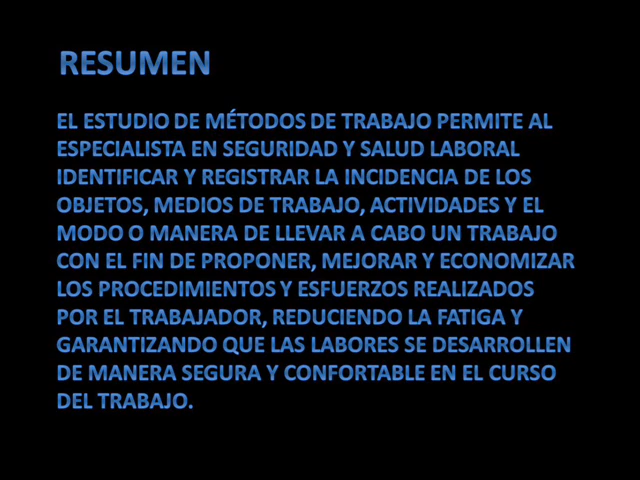 RESUMEN
EL ESTUDIO DE MÉTODOS DE TRABAJO PERMITE AL
ESPECIALISTA EN SEGURIDAD Y SALUD LABORAL
IDENTIFICAR Y REGISTRAR LA INCIDENCIA DE LOS
OBJETOS, MEDIOS DE TRABAJO, ACTIVIDADES Y EL
MODO O MANERA DE LLEVAR A CABO UN TRABAJO
CON EL FIN DE PROPONER, MEJORAR Y ECONOMIZAR
LOS PROCEDIMIENTOS Y ESFUERZOS REALIZADOS
POR EL TRABAJADOR, REDUCIENDO LA FATIGA Y
GARANTIZANDO QUE LAS LABORES SE DESARROLLEN
DE MANERA SEGURA Y CONFORTABLE EN EL CURSO
DEL TRABAJO.